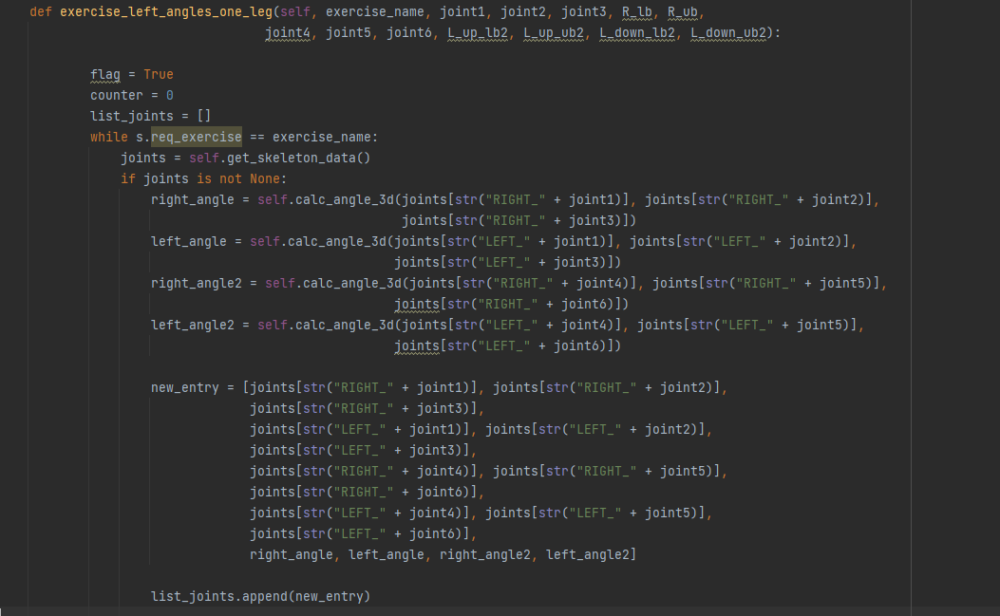 def exercise_left_angles_one_leg(self, exercise_name, joint1, joint2, joint3, R_lb, R_ub,
joint4, joint5, joint6, L_up_lb2, L_up_ub2, L_down_lb2, L_down_ub2):
flag = True
counter = 0
list_joints = []
while s.req_exercise == exercise_name:
joints = self.get_skeleton_data()
if joints is not None:
right_angle = self.calc_angle_3d(joints[str("RIGHT_" + joint1)], joints[str("RIGHT_" + joint2)],
joints[str("RIGHT_" + joint3)])
left_angle = self.calc_angle_3d(joints[str("LEFT_" + joint1)], joints[str("LEFT_" + joint2)],
joints[str("LEFT_" + joint3)])
right_angle2 = self.calc_angle_3d(joints[str("RIGHT_" + joint4)], joints[str("RIGHT_" + joint5)],
joints[str("RIGHT_" + joint6)])
left_angle2 = self.calc_angle_3d(joints[str("LEFT_" + joint4)], joints[str("LEFT_" + joint5)],
joints[str("LEFT_" + joint6)])
new_entry = [joints[str("RIGHT_" + joint1)], joints[str("RIGHT_" + joint2)],
joints[str("RIGHT_" + joint3)],
joints[str("LEFT_" + joint1)], joints[str("LEFT_" + joint2)],
joints[str("LEFT_" + joint3)],
joints[str("RIGHT_" + joint4)], joints[str("RIGHT_" + joint5)],
joints[str("RIGHT_" + joint6)],
joints[str("LEFT_" + joint4)], joints[str("LEFT_" + joint5)],
joints[str("LEFT_" + joint6)],
right_angle, left_angle, right_angle2, left_angle2]
list_joints.append(new_entry)